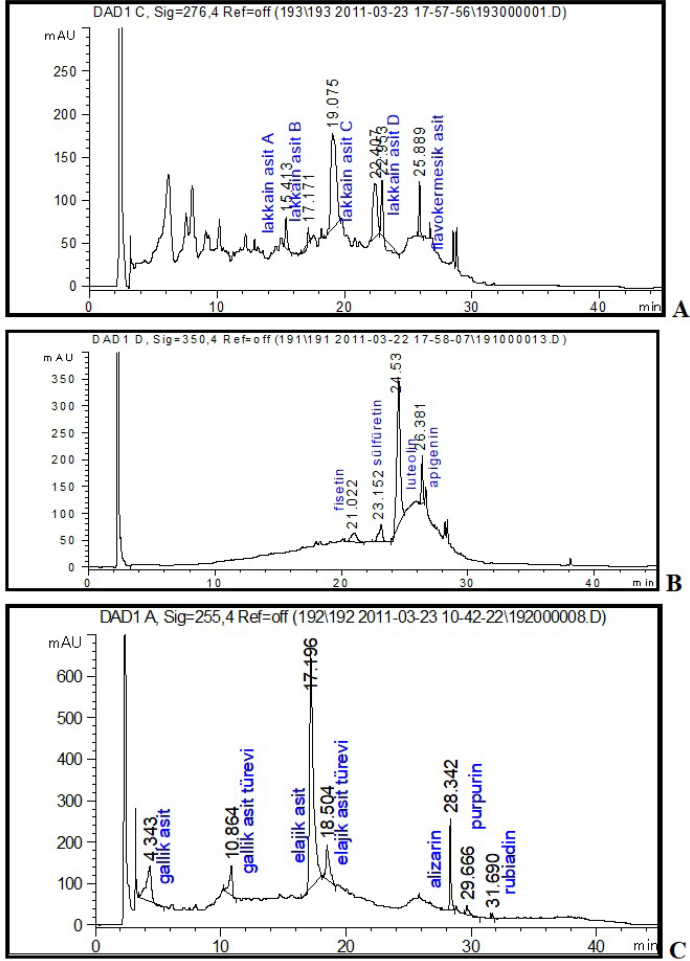 DAD1 C, Sig=276,4 Ref=off (193\193 2011-03-23 17-57-56\193000001.D)
mAU
250
200
150
100
50
0
lakkain asit A
15.413
lakkain asit B
17.171
19.075
lakkain asit C
22.407
22.953
lakkain asit D
25.889
flavokermesik asit
0
10
20
30
40
min
A
DAD1 D, Sig=350,4 Ref=off (191\191 2011-03-22 17-58-07\191000013.D)
mAU
350
300
250
200
150
100
50
0
fisetin
21.022
23.152
sülfüretin
24.53
luteolin
26.381
apigenin
0
10
20
30
40
min
B
DAD1 A, Sig=255,4 Ref=off (192\192 2011-03-23 10-42-22\192000008.D)
mAU
600
500
400
300
200
100
0
4.343
gallik asit
10.864
gallik asit türevi
elajik asit
17.196
18.504
elajik asit türevi
alizarin
28.342
29.666
purpurin
31.690
rubiadin
0
10
20
30
40
min
C